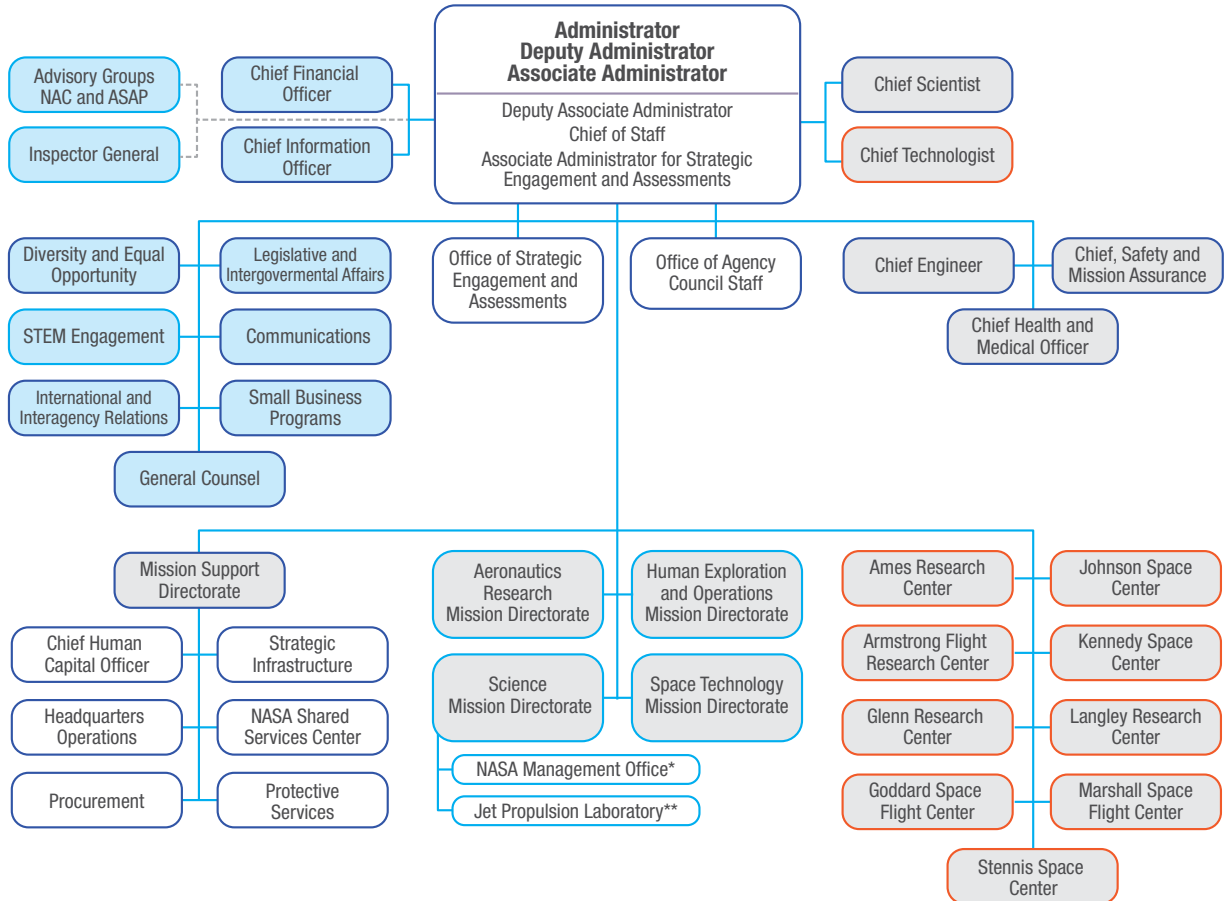 Administrator
Deputy Administrator
Associate Administrator
Deputy Associate Administrator
Chief of Staff
Associate Administrator for Strategic
Engagement and Assessments
Advisory Groups
NAC and ASAP
Chief Financial
Officer
Inspector General
Chief Information
Officer
Chief Scientist
Chief Technologist
Diversity and Equal
Opportunity
Legislative and
Intergovermental Affairs
STEM Engagement
Communications
International and
Interagency Relations
Small Business
Programs
General Counsel
Office of Strategic
Engagement and
Assessments
Office of Agency
Council Staff
Chief Engineer
Chief, Safety and
Mission Assurance
Chief Health and
Medical Officer
Mission Support
Directorate
Chief Human
Capital Officer
Strategic
Infrastructure
Headquarters
Operations
NASA Shared
Services Center
Procurement
Protective
Services
Aeronautics
Research
Mission Directorate
Human Exploration
and Operations
Mission Directorate
Science
Mission Directorate
Space Technology
Mission Directorate
NASA Management Office*
Jet Propulsion Laboratory**
Ames Research
Center
Johnson Space
Center
Armstrong Flight
Research Center
Kennedy Space
Center
Glenn Research
Center
Langley Research
Center
Goddard Space
Flight Center
Marshall Space
Flight Center
Stennis Space
Center